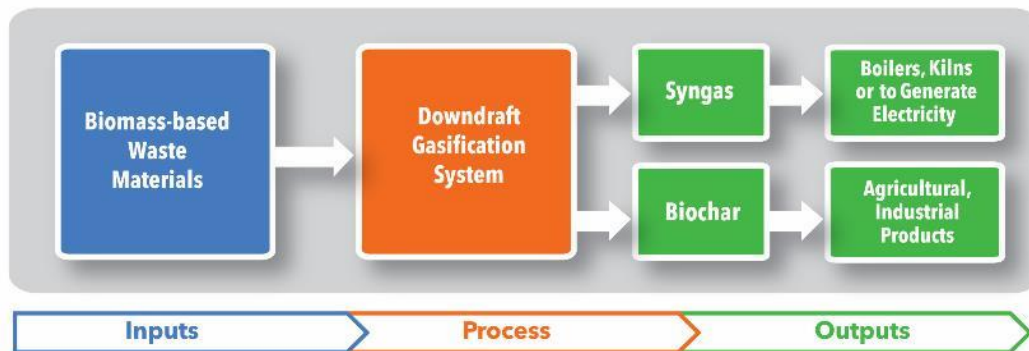 Biomass-based
Waste
Materials
Downdraft
Gasification
System
Syngas
Boilers, Kilns
or to Generate
Electricity
Biochar
Agricultural,
Industrial
Products
Inputs
Process
Outputs